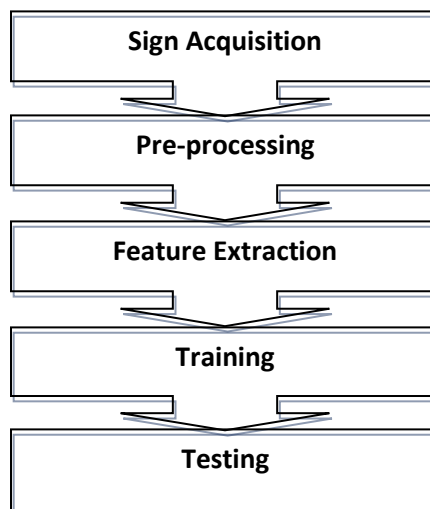 Sign Acquisition
Pre-processing
Feature Extraction
Training
Testing